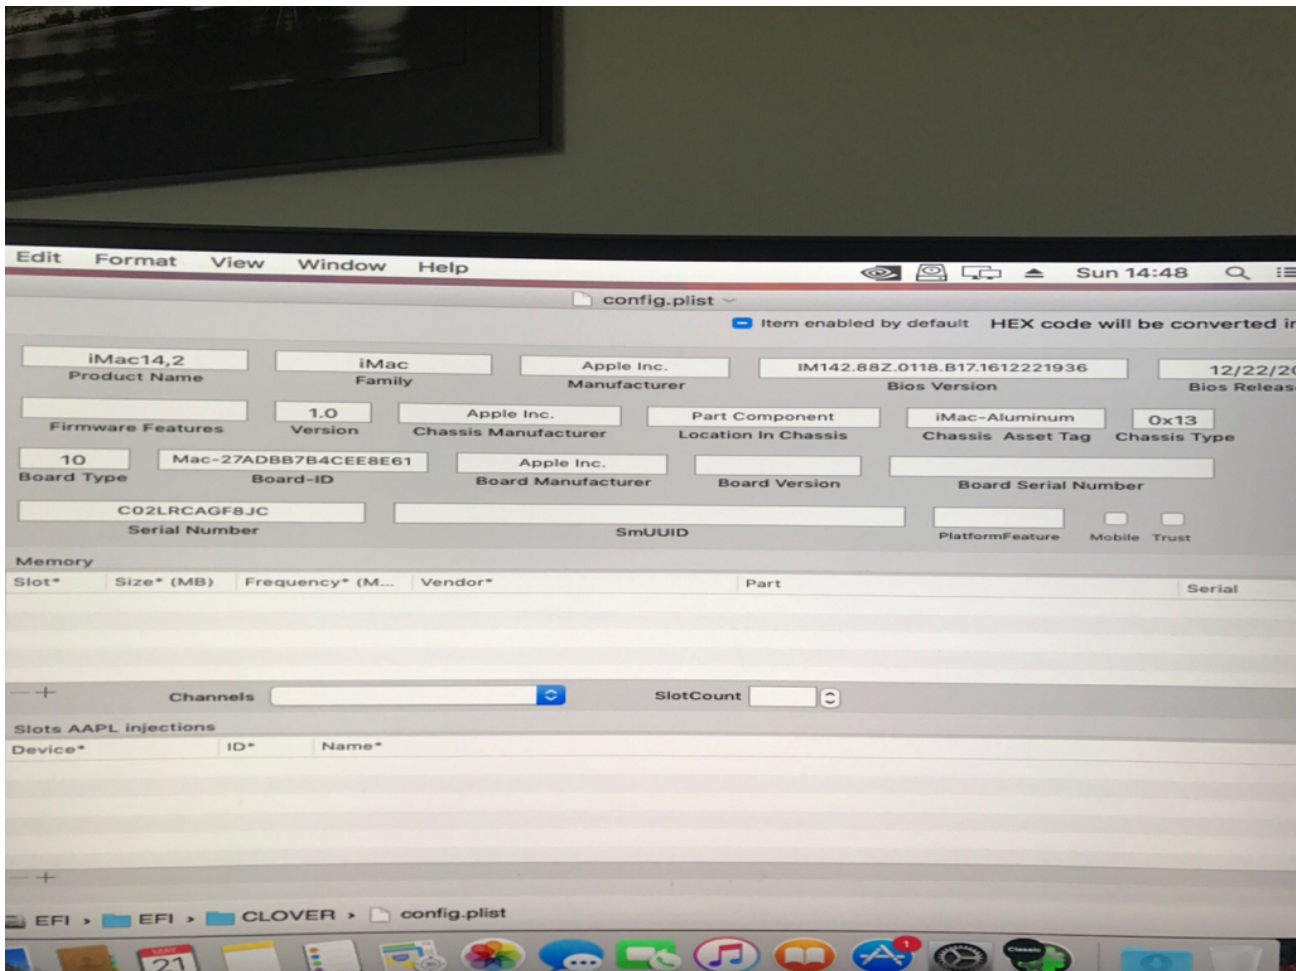 Edit Format View Window Help Sun 14:48
config.plist
Item enabled by default HEX code will be converted in
iMac14,2 iMac Apple Inc. IM142.88Z.0118.B17.1612221936 12/22/20
Product Name Family Manufacturer Bios Version Bios Releas
1.0 Apple Inc. Part Component iMac-Aluminum 0x13
Firmware Features Version Chassis Manufacturer Location In Chassis Chassis Asset Tag Chassis Type
10 Mac-27ADBB7B4CEE8E61 Apple Inc.
Board Type Board-ID Board Manufacturer Board Version Board Serial Number
C02LRCAGF8JC
Serial Number SmUUID PlatformFeature Mobile Trust
Memory
Slot* Size* (MB) Frequency* (M... Vendor* Part Serial
Channels SlotCount
Slots AAPL injections
Device* ID* Name*
EFI › EFI › CLOVER › config.plist
MAY
21
1
Classic